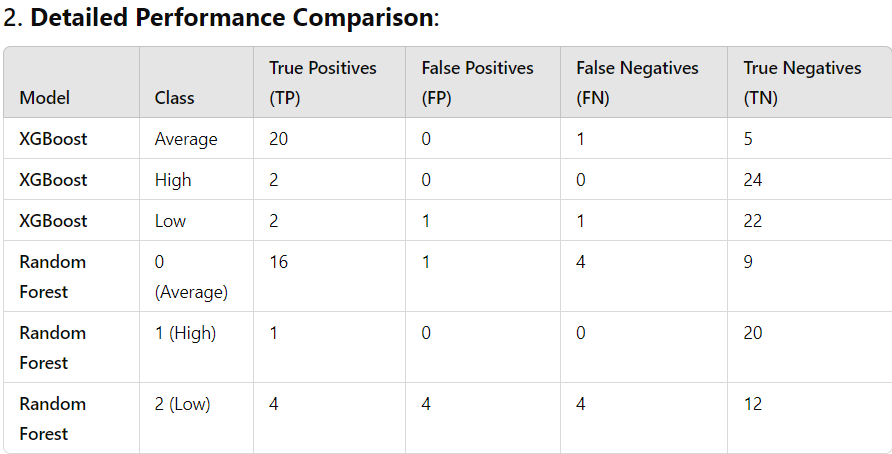 2. Detailed Performance Comparison:
Model Class True Positives (TP) False Positives (FP) False Negatives (FN) True Negatives (TN)
XGBoost Average 20 0 1 5
XGBoost High 2 0 0 24
XGBoost Low 2 1 1 22
Random Forest 0 (Average) 16 1 4 9
Random Forest 1 (High) 1 0 0 20
Random Forest 2 (Low) 4 4 4 12